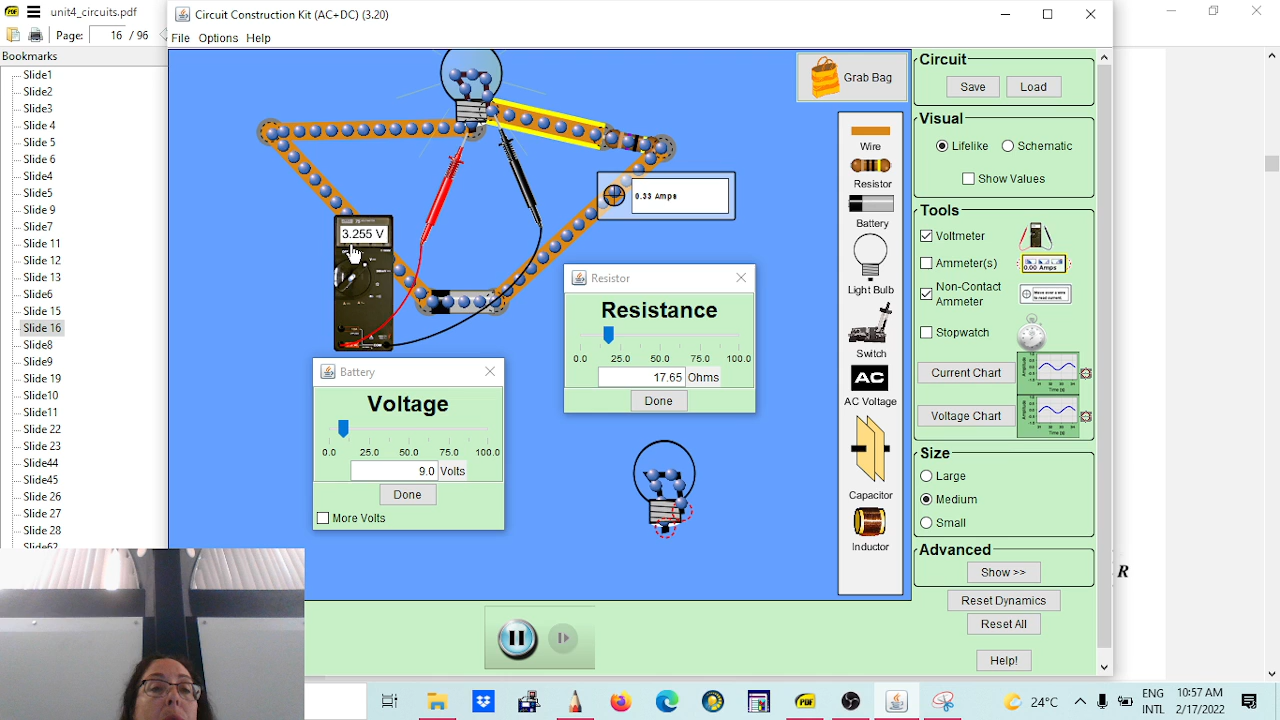 unit4_circuits.pdf
Circuit Construction Kit (AC+DC) (3.20)
Page: 16 / 96
File Options Help
Bookmarks
Slide1
Slide2
Slide3
Slide 4
Slide 5
Slide 6
Slide4
Slide5
Slide 9
Slide7
Slide 11
Slide 12
Slide 13
Slide6
Slide 15
Slide 16
Slide8
Slide9
Slide 19
Slide10
Slide11
Slide 22
Slide 23
Slide44
Slide45
Slide 26
Slide 27
Slide 28
Slide62
3.255 V
0.33 Amps
Resistor
Resistance
0.0 25.0 50.0 75.0 100.0
17.65 Ohms
Done
Battery
Voltage
0.0 25.0 50.0 75.0 100.0
9.0 Volts
Done
More Volts
Grab Bag
Wire
Resistor
Battery
Light Bulb
Switch
AC
AC Voltage
Capacitor
Inductor
Circuit
Save Load
Visual
Lifelike Schematic
Show Values
Tools
Voltmeter
Ammeter(s)
0.00 Amps
Non-Contact
Ammeter
Stopwatch
Current Chart
Voltage Chart
Size
Large
Medium
Small
Advanced
Show >>
Reset Dynamics
Reset All
Help!
R
PDF
24°C
ENG
INTL
10:57 AM
2/17/2022